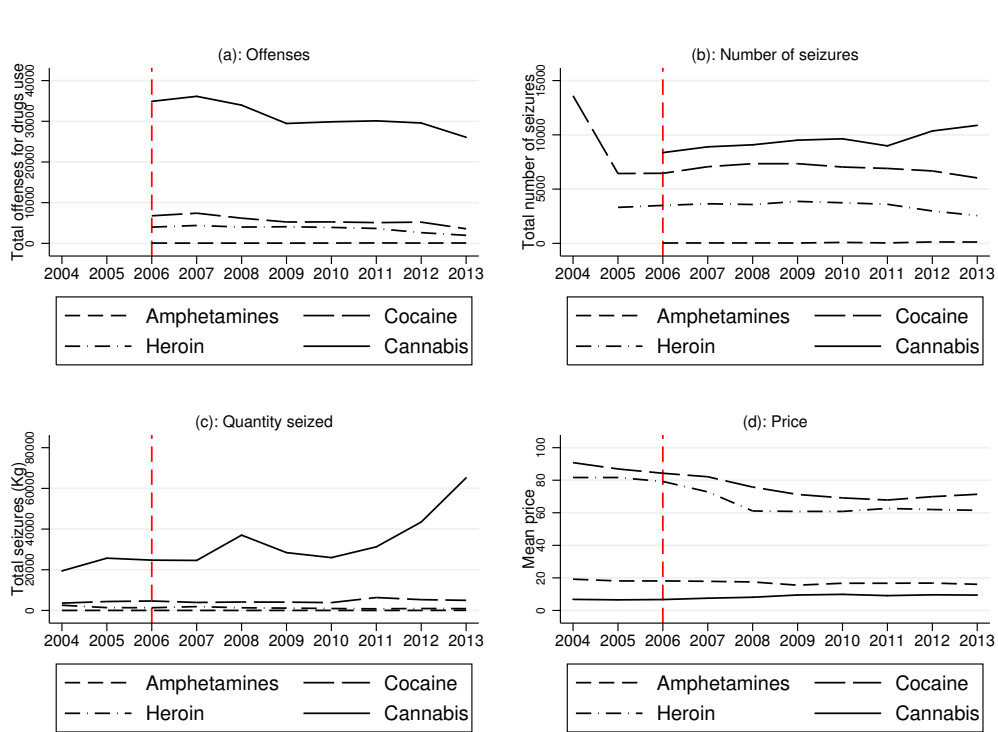 (a): Offenses
Total offenses for drugs use
0 10000 20000 30000 40000
2004 2005 2006 2007 2008 2009 2010 2011 2012 2013
Amphetamines Cocaine
Heroin Cannabis
(b): Number of seizures
Total number of seizures
0 5000 10000 15000
2004 2005 2006 2007 2008 2009 2010 2011 2012 2013
Amphetamines Cocaine
Heroin Cannabis
(c): Quantity seized
Total seizures (Kg)
0 20000 40000 60000 80000
2004 2005 2006 2007 2008 2009 2010 2011 2012 2013
Amphetamines Cocaine
Heroin Cannabis
(d): Price
Mean price
0 20 40 60 80 100
2004 2005 2006 2007 2008 2009 2010 2011 2012 2013
Amphetamines Cocaine
Heroin Cannabis